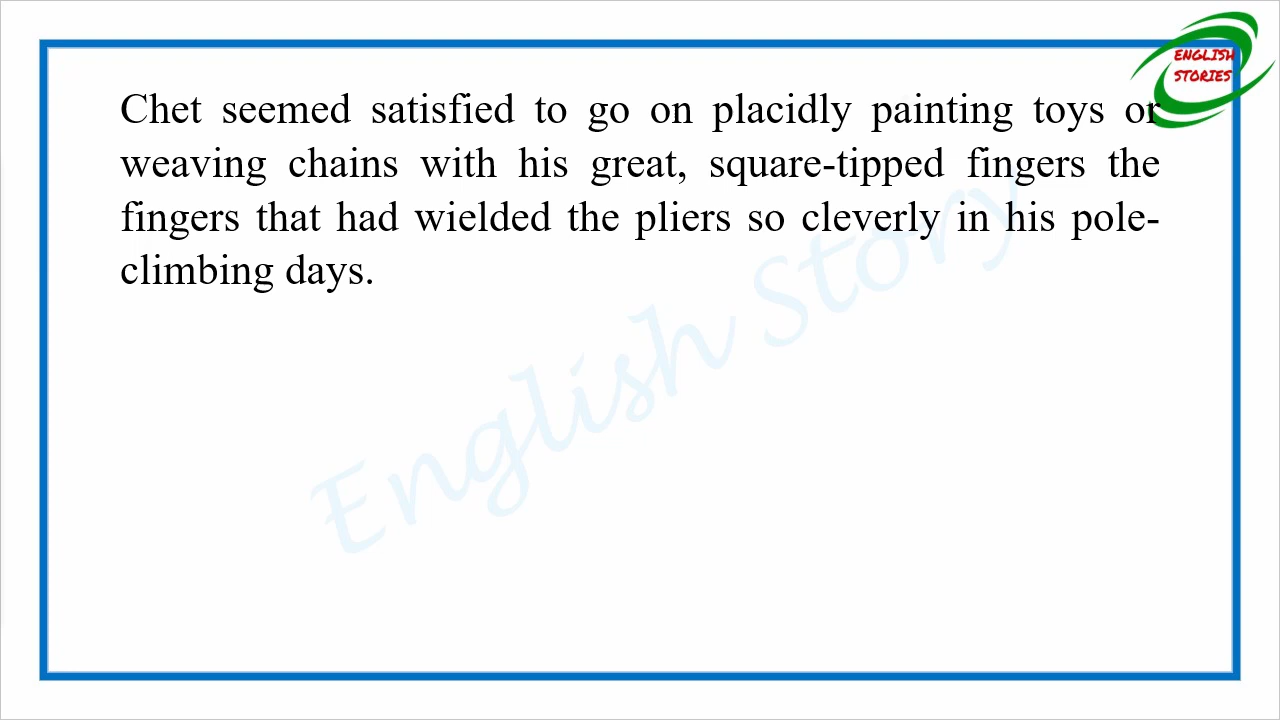 ENGLISH
STORIES
Chet seemed satisfied to go on placidly painting toys or
weaving chains with his great, square-tipped fingers the
fingers that had wielded the pliers so cleverly in his pole-
climbing days.
English Story